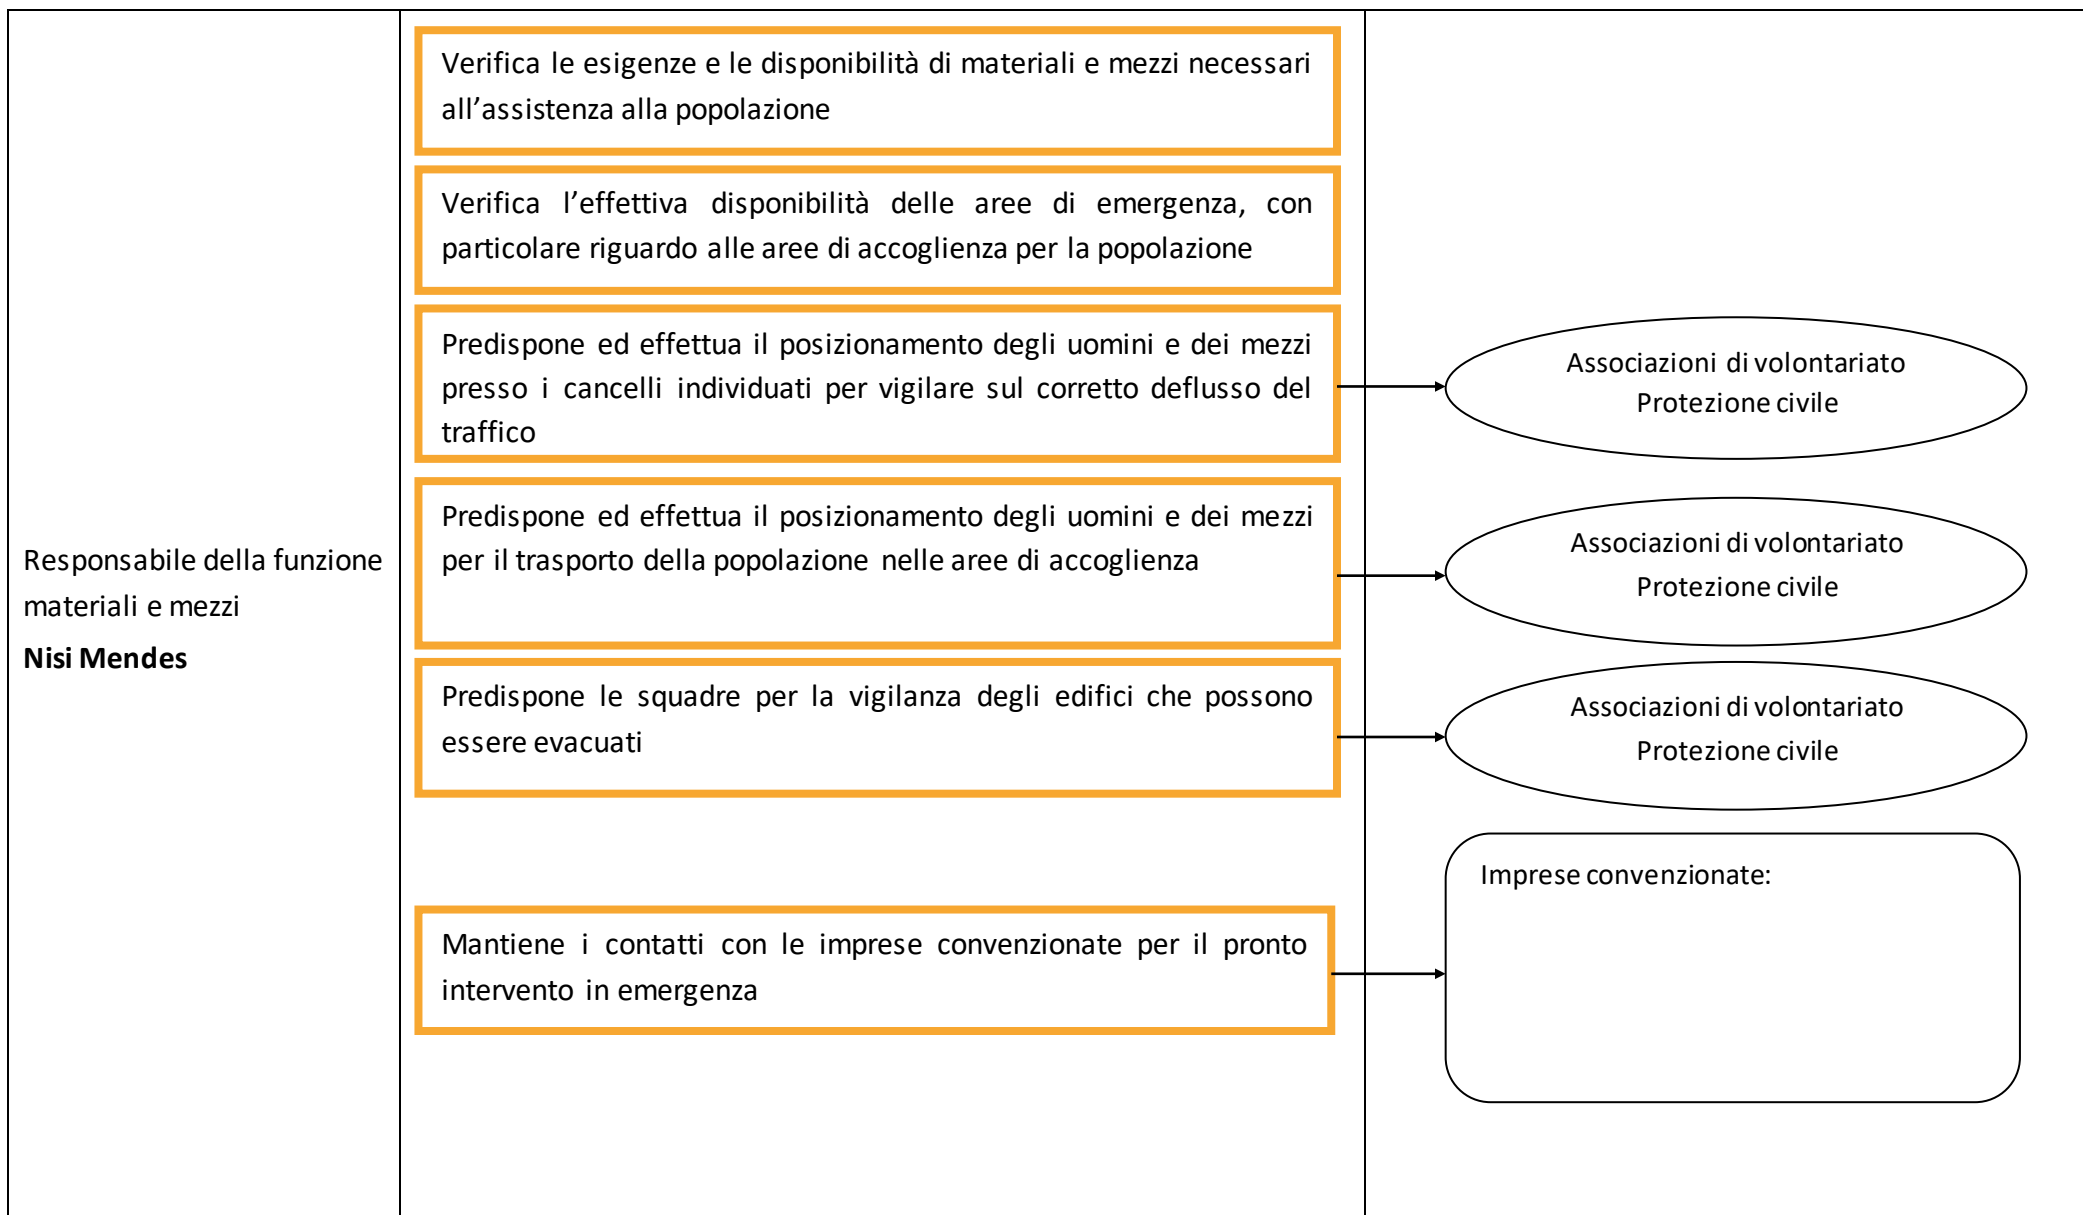 Responsabile della funzione
materiali e mezzi
Nisi Mendes
Verifica le esigenze e le disponibilità di materiali e mezzi necessari
all’assistenza alla popolazione
Verifica l’effettiva disponibilità delle aree di emergenza, con
particolare riguardo alle aree di accoglienza per la popolazione
Predispone ed effettua il posizionamento degli uomini e dei mezzi
presso i cancelli individuati per vigilare sul corretto deflusso del
traffico
Associazioni di volontariato
Protezione civile
Predispone ed effettua il posizionamento degli uomini e dei mezzi
per il trasporto della popolazione nelle aree di accoglienza
Associazioni di volontariato
Protezione civile
Predispone le squadre per la vigilanza degli edifici che possono
essere evacuati
Associazioni di volontariato
Protezione civile
Mantiene i contatti con le imprese convenzionate per il pronto
intervento in emergenza
Imprese convenzionate: